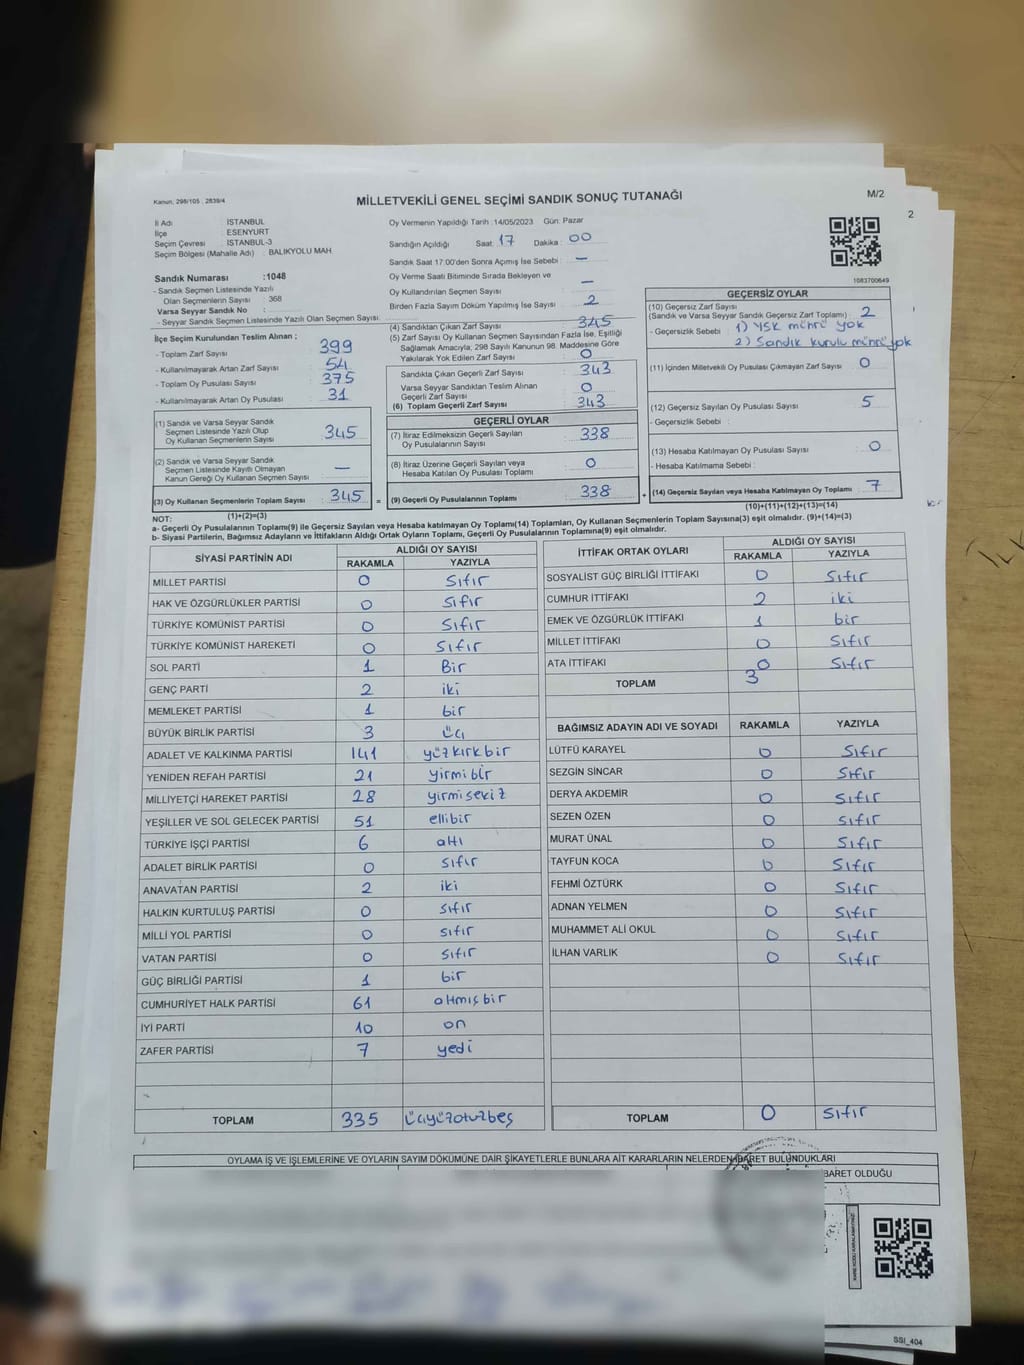 Kanun, 298/105 , 2839/4
MİLLETVEKİLİ GENEL SEÇİMİ SANDIK SONUÇ TUTANAĞI
M/2
2
İl Adı İSTANBUL
İlçe ESENYURT
Seçim Çevresi İSTANBUL-3
Seçim Bölgesi (Mahalle Adı) : BALIKYOLU MAH.
Sandık Numarası :1048
- Sandık Seçmen Listesinde Yazılı
Olan Seçmenlerin Sayısı : 368
Varsa Seyyar Sandık No :
- Seyyar Sandık Seçmen Listesinde Yazılı Olan Seçmen Sayısı:
İlçe Seçim Kurulundan Teslim Alınan ;
- Toplam Zarf Sayısı 399
- Kullanılmayarak Artan Zarf Sayısı 54
- Toplam Oy Pusulası Sayısı 375
- Kullanılmayarak Artan Oy Pusulası 31
(1) Sandık ve Varsa Seyyar Sandık
Seçmen Listesinde Yazılı Olup
Oy Kullanan Seçmenlerin Sayısı 345
(2) Sandık ve Varsa Seyyar Sandık
Seçmen Listesinde Kayıtlı Olmayan
Kanun Gereği Oy Kullanan Seçmen Sayısı —
(3) Oy Kullanan Seçmenlerin Toplam Sayısı 345 =
(1)+(2)=(3)
Oy Vermenin Yapıldığı Tarih :14/05/2023 Gün: Pazar
Sandığın Açıldığı Saat: 17 Dakika : 00
Sandık Saat 17:00'den Sonra Açımış İse Sebebi : —
Oy Verme Saati Bitiminde Sırada Bekleyen ve
Oy Kullandırılan Seçmen Sayısı : —
Birden Fazla Sayım Döküm Yapılmış İse Sayısı : 2
(4) Sandıktan Çıkan Zarf Sayısı 345
(5) Zarf Sayısı Oy Kullanan Seçmen Sayısından Fazla İse, Eşitliği
Sağlamak Amacıyla, 298 Sayılı Kanunun 98. Maddesine Göre
Yakılarak Yok Edilen Zarf Sayısı 0
Sandıkta Çıkan Geçerli Zarf Sayısı 343
Varsa Seyyar Sandıktan Teslim Alınan
Geçerli Zarf Sayısı 0
(6) Toplam Geçerli Zarf Sayısı 343
GEÇERLİ OYLAR
(7) İtiraz Edilmeksizin Geçerli Sayılan
Oy Pusulalarının Sayısı 338
(8) İtiraz Üzerine Geçerli Sayılan veya
Hesaba Katılan Oy Pusulası Toplamı 0
(9) Geçerli Oy Pusulalarının Toplamı 338 +
1083700649
GEÇERSİZ OYLAR
(10) Geçersiz Zarf Sayısı
(Sandık ve Varsa Seyyar Sandık Geçersiz Zarf Toplamı) : 2
- Geçersizlik Sebebi : 1) YSK mührü yok
2) Sandık kurulu mührü yok
(11) İçinden Milletvekili Oy Pusulası Çıkmayan Zarf Sayısı 0
(12) Geçersiz Sayılan Oy Pusulası Sayısı 5
- Geçersizlik Sebebi :
(13) Hesaba Katılmayan Oy Pusulası Sayısı 0
- Hesaba Katılmama Sebebi :
(14) Geçersiz Sayılan veya Hesaba Katılmayan Oy Toplamı 7
(10)+(11)+(12)+(13)=(14)
NOT:
a- Geçerli Oy Pusulalarının Toplamı(9) ile Geçersiz Sayılan veya Hesaba katılmayan Oy Toplamı(14) Toplamları, Oy Kullanan Seçmenlerin Toplam Sayısına(3) eşit olmalıdır. (9)+(14)=(3)
b- Siyasi Partilerin, Bağımsız Adayların ve İttifakların Aldığı Ortak Oyların Toplamı, Geçerli Oy Pusulalarının Toplamına(9) eşit olmalıdır.
SİYASİ PARTİNİN ADI ALDIĞI OY SAYISI
RAKAMLA YAZIYLA
MİLLET PARTİSİ 0 Sıfır
HAK VE ÖZGÜRLÜKLER PARTİSİ 0 Sıfır
TÜRKİYE KOMÜNİST PARTİSİ 0 Sıfır
TÜRKİYE KOMÜNİST HAREKETİ 0 Sıfır
SOL PARTİ 1 Bir
GENÇ PARTİ 2 iki
MEMLEKET PARTİSİ 1 bir
BÜYÜK BİRLİK PARTİSİ 3 üç
ADALET VE KALKINMA PARTİSİ 141 yüzkırkbir
YENİDEN REFAH PARTİSİ 21 yirmibir
MİLLİYETÇİ HAREKET PARTİSİ 28 yirmisekiz
YEŞİLLER VE SOL GELECEK PARTİSİ 51 ellibir
TÜRKİYE İŞÇİ PARTİSİ 6 altı
ADALET BİRLİK PARTİSİ 0 sıfır
ANAVATAN PARTİSİ 2 iki
HALKIN KURTULUŞ PARTİSİ 0 sıfır
MİLLİ YOL PARTİSİ 0 sıfır
VATAN PARTİSİ 0 sıfır
GÜÇ BİRLİĞİ PARTİSİ 1 bir
CUMHURİYET HALK PARTİSİ 61 altmışbir
İYİ PARTİ 10 on
ZAFER PARTİSİ 7 yedi
TOPLAM 335 üçyüzotuzbeş
İTTİFAK ORTAK OYLARI ALDIĞI OY SAYISI
RAKAMLA YAZIYLA
SOSYALİST GÜÇ BİRLİĞİ İTTİFAKI 0 Sıfır
CUMHUR İTTİFAKI 2 iki
EMEK VE ÖZGÜRLÜK İTTİFAKI 1 bir
MİLLET İTTİFAKI 0 Sıfır
ATA İTTİFAKI 0 Sıfır
TOPLAM 3
BAĞIMSIZ ADAYIN ADI VE SOYADI RAKAMLA YAZIYLA
LÜTFÜ KARAYEL 0 Sıfır
SEZGİN SİNCAR 0 Sıfır
DERYA AKDEMİR 0 Sıfır
SEZEN ÖZEN 0 Sıfır
MURAT ÜNAL 0 Sıfır
TAYFUN KOCA 0 Sıfır
FEHMİ ÖZTÜRK 0 Sıfır
ADNAN YELMEN 0 Sıfır
MUHAMMET ALİ OKUL 0 Sıfır
İLHAN VARLIK 0 Sıfır
TOPLAM 0 sıfır
OYLAMA İŞ VE İŞLEMLERİNE VE OYLARIN SAYIM DÖKÜMÜNE DAİR ŞİKAYETLERLE BUNLARA AİT KARARLARIN NELERDEN İBARET BULUNDUKLARI
BARET OLDUĞU
SSI_404